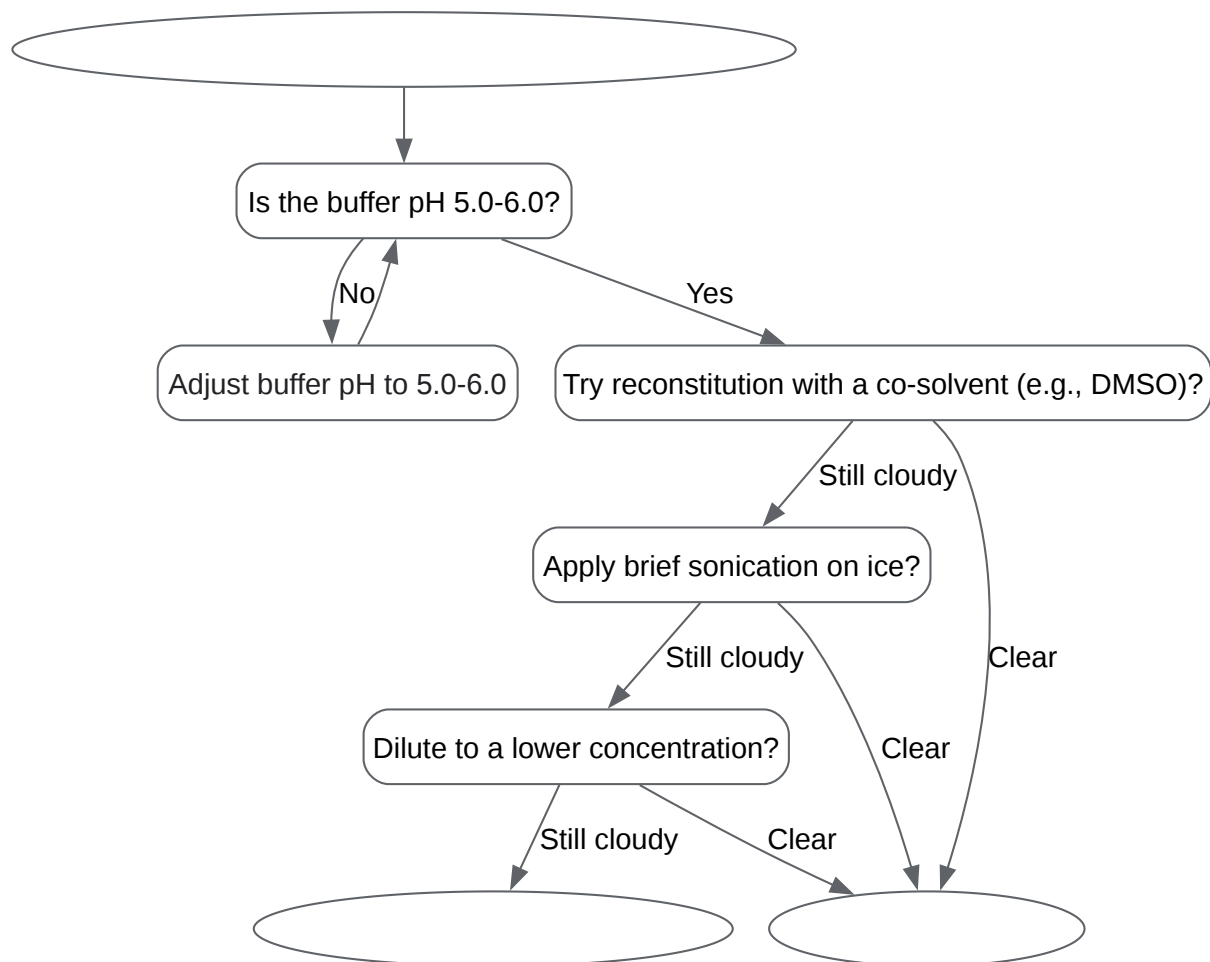 Is the buffer pH 5.0-6.0?
No
Yes
Adjust buffer pH to 5.0-6.0
Try reconstitution with a co-solvent (e.g., DMSO)?
Still cloudy
Apply brief sonication on ice?
Still cloudy
Clear
Dilute to a lower concentration?
Clear
Still cloudy
Clear